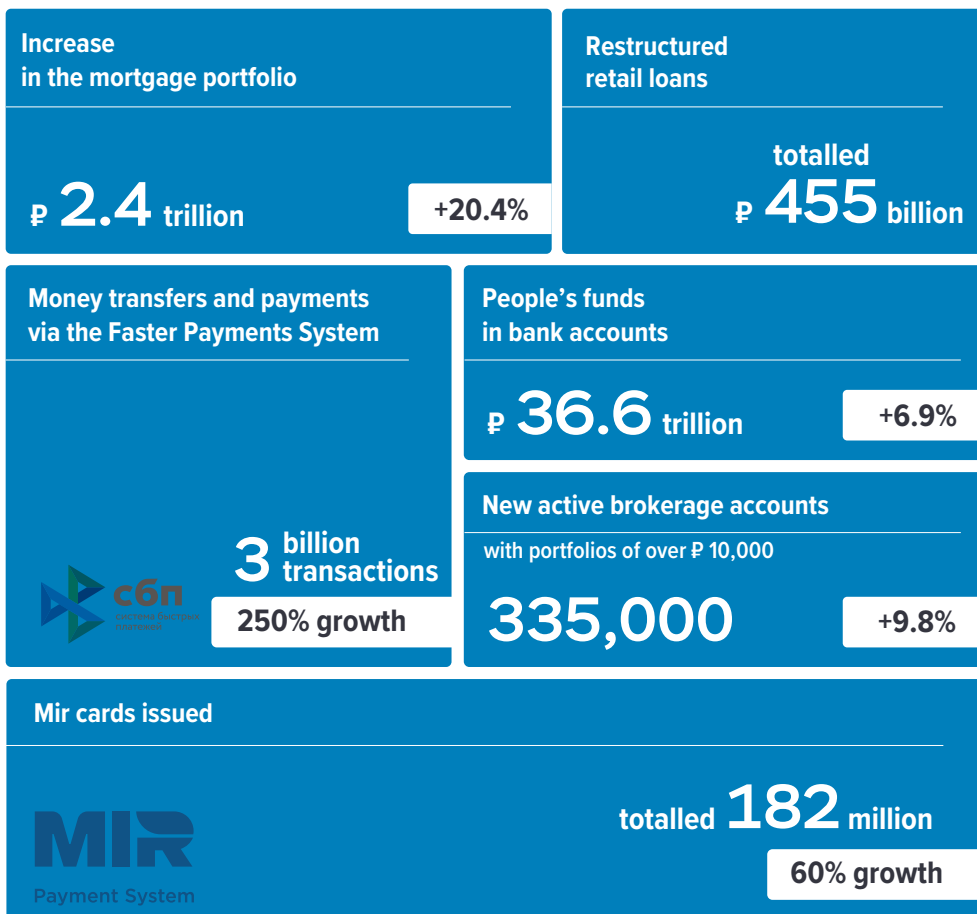 Increase
in the mortgage portfolio
₽ 2.4 trillion
+20.4%
Restructured
retail loans
totalled
₽ 455 billion
Money transfers and payments
via the Faster Payments System
3 billion
transactions
250% growth
сбп
система быстрых
платежей
People’s funds
in bank accounts
₽ 36.6 trillion
+6.9%
New active brokerage accounts
with portfolios of over ₽ 10,000
335,000
+9.8%
Mir cards issued
MIR
Payment System
totalled 182 million
60% growth